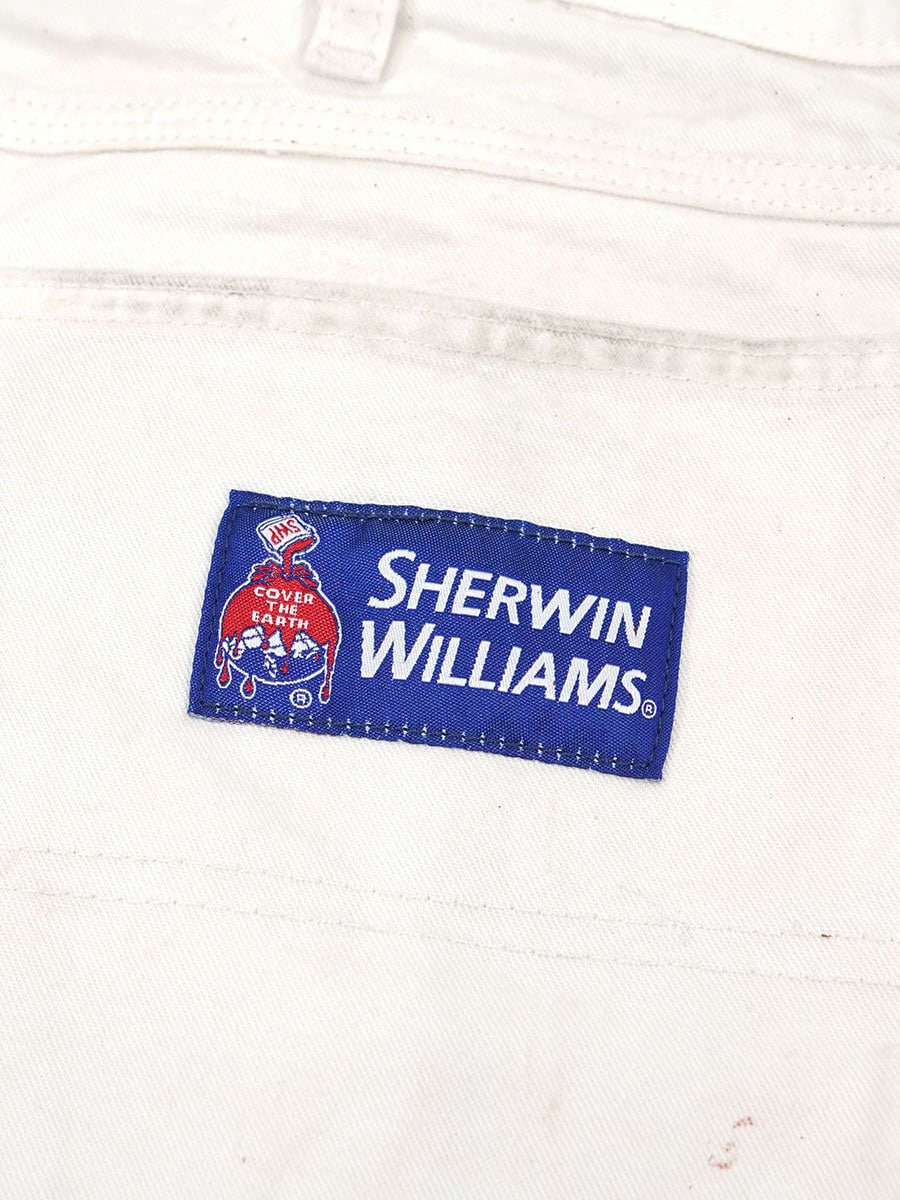 SWP
COVER
THE
EARTH
®
SHERWIN
WILLIAMS®